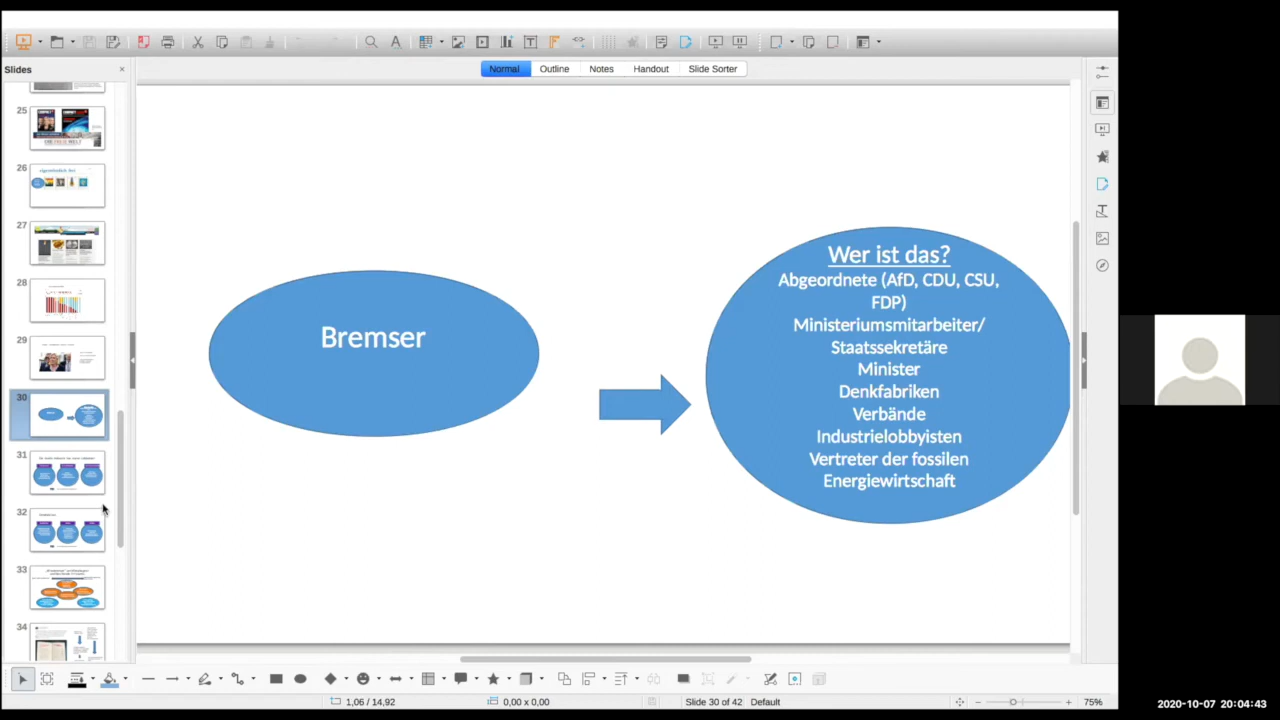 Slides
Normal
Outline
Notes
Handout
Slide Sorter
25
26
27
28
29
30
31
32
33
34
Bremser
Wer ist das?
Abgeordnete (AfD, CDU, CSU,
FDP)
Ministeriumsmitarbeiter/
Staatssekretäre
Minister
Denkfabriken
Verbände
Industrielobbyisten
Vertreter der fossilen
Energiewirtschaft
1,06 / 14,92
0,00 x 0,00
Slide 30 of 42
Default
75%
2020-10-07 20:04:43